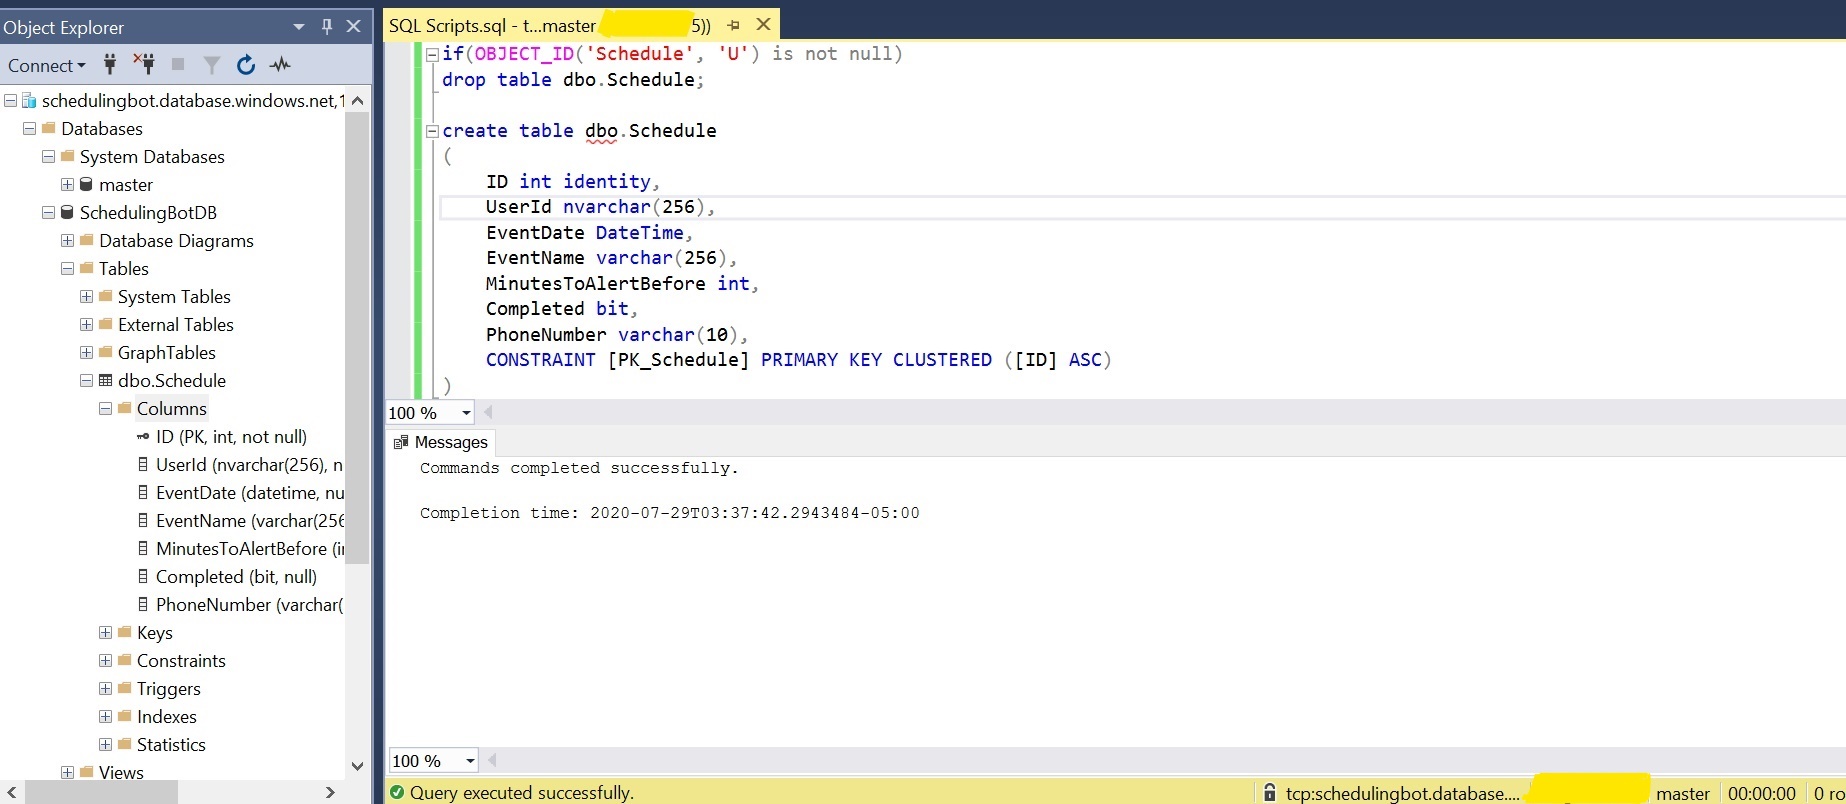 Object Explorer
Connect
schedulingbot.database.windows.net,1
Databases
System Databases
master
SchedulingBotDB
Database Diagrams
Tables
System Tables
External Tables
GraphTables
dbo.Schedule
Columns
ID (PK, int, not null)
UserId (nvarchar(256), n
EventDate (datetime, nu
EventName (varchar(256
MinutesToAlertBefore (i
Completed (bit, null)
PhoneNumber (varchar(
Keys
Constraints
Triggers
Indexes
Statistics
Views
SQL Scripts.sql - t...master 5))
if(OBJECT_ID('Schedule', 'U') is not null)
drop table dbo.Schedule;
create table dbo.Schedule
(
ID int identity,
UserId nvarchar(256),
EventDate DateTime,
EventName varchar(256),
MinutesToAlertBefore int,
Completed bit,
PhoneNumber varchar(10),
CONSTRAINT [PK_Schedule] PRIMARY KEY CLUSTERED ([ID] ASC)
)
100 %
Messages
Commands completed successfully.
Completion time: 2020-07-29T03:37:42.2943484-05:00
100 %
Query executed successfully. tcp:schedulingbot.database.... master 00:00:00 0 ro